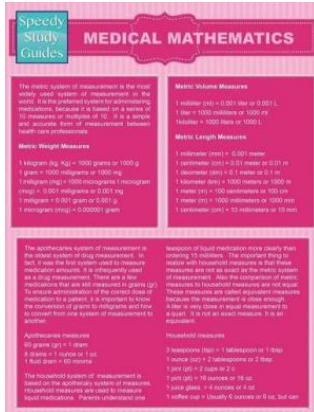 Speedy
Study
Guides
MEDICAL MATHEMATICS
The metric system of measurement is the most
widely used system of measurement in the
world. It is the preferred system for administering
medications, because it is based on a series of
10 measures or multiples of 10. It is a simple
and accurate form of measurement between
health care professionals.
Metric Weight Measures
1 kilogram (kg, Kg) = 1000 grams or 1000 g
1 gram = 1000 milligrams or 1000 mg
1 milligram (mg) = 1000 micrograms 1 microgram
(mcg) = 0.001 milligrams or 0.001 mg
1 milligram = 0.001 gram or 0.001 g
1 microgram (mcg) = 0.000001 gram
Metric Volume Measures
1 milliliter (ml) = 0.001 liter or 0.001 L
1 liter = 1000 milliliters or 1000 ml
1kiloliter = 1000 liters or 1000 L
Metric Length Measures
1 millimeter (mm) = 0.001 meter
1 centimeter (cm) = 0.01 meter or 0.01 m
1 decimeter (dm) = 0.1 meter or 0.1 m
1 kilometer (km) = 1000 meters or 1000 m
1 meter (m) = 100 centimeters or 100 cm
1 meter (m) = 1000 millimeters or 1000 mm
1 centimeter (cm) = 10 millimeters or 10 mm
The apothecaries system of measurement is
the oldest system of drug measurement. In
fact, it was the first system used to measure
medication amounts. It is infrequently used
as a drug measurement. There are a few
medications that are still measured in grains (gr)
To ensure administration of the correct dose of
medication to a patient, it is important to know
the conversion of grams to milligrams and how
to convert from one system of measurement to
another.
Apothecaries measures
60 grains (gr) = 1 dram
8 drams = 1 ounce or 1 oz
1 fluid dram = 60 minims
The household system of measurement is
based on the apothecary system of measures.
Household measures are used to measure
liquid medications. Parents understand one
teaspoon of liquid medication more clearly than
ordering 15 milliliters. The important thing to
realize with household measures is that these
measures are not as exact as the metric system
of measurement. Also the comparison of metric
measures to household measures are not equal.
These measures are called equivalent measures
because the measurement is close enough.
A liter is very close in equal measurement to
a quart. It is not an exact measure. It is an
equivalent.
Household measures
3 teaspoons (tsp) = 1 tablespoon or 1 tbsp
1 ounce (oz) = 2 tablespoons or 2 tbsp
1 pint (pt) = 2 cups or 2 c
1 pint (pt) = 16 ounces or 16 oz
1 juice glass = 4 ounces or 4 oz
1 coffee cup = Usually 6 ounces or 6 oz, but can